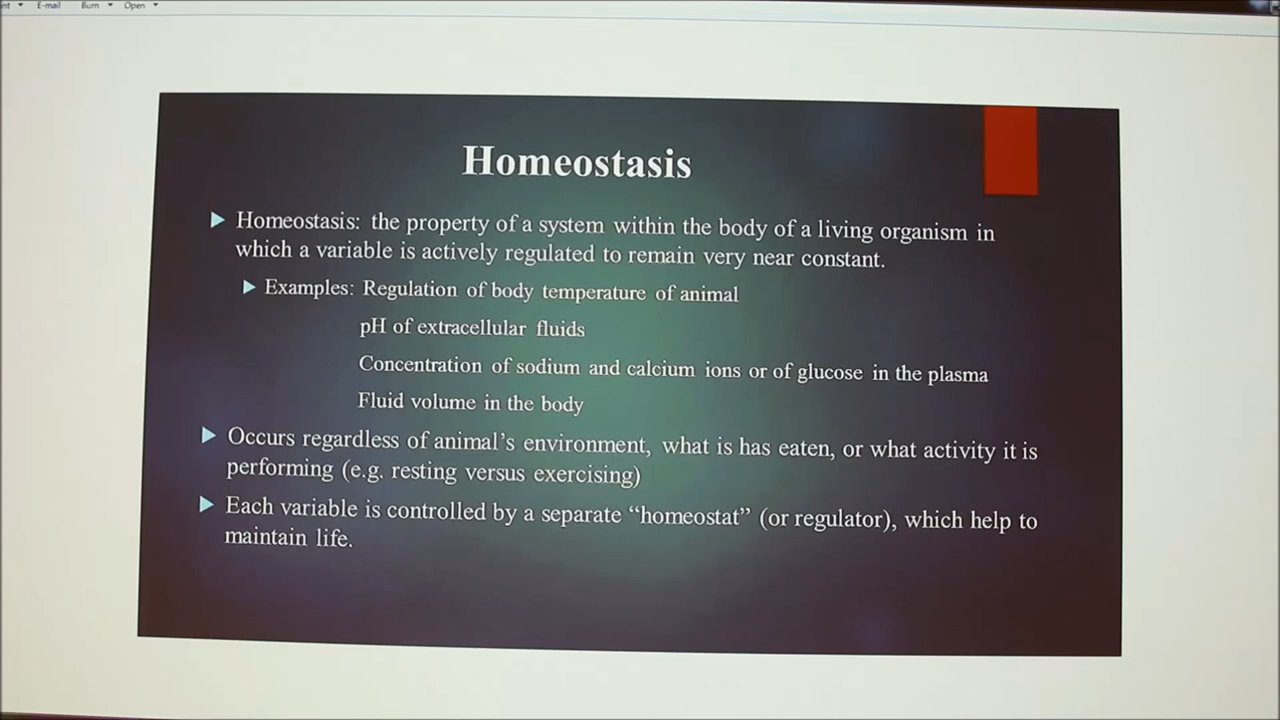 E-mail Burn Open
Homeostasis
Homeostasis: the property of a system within the body of a living organism in
which a variable is actively regulated to remain very near constant.
Examples: Regulation of body temperature of animal
pH of extracellular fluids
Concentration of sodium and calcium ions or of glucose in the plasma
Fluid volume in the body
Occurs regardless of animal's environment, what is has eaten, or what activity it is
performing (e.g. resting versus exercising)
Each variable is controlled by a separate “homeostat” (or regulator), which help to
maintain life.